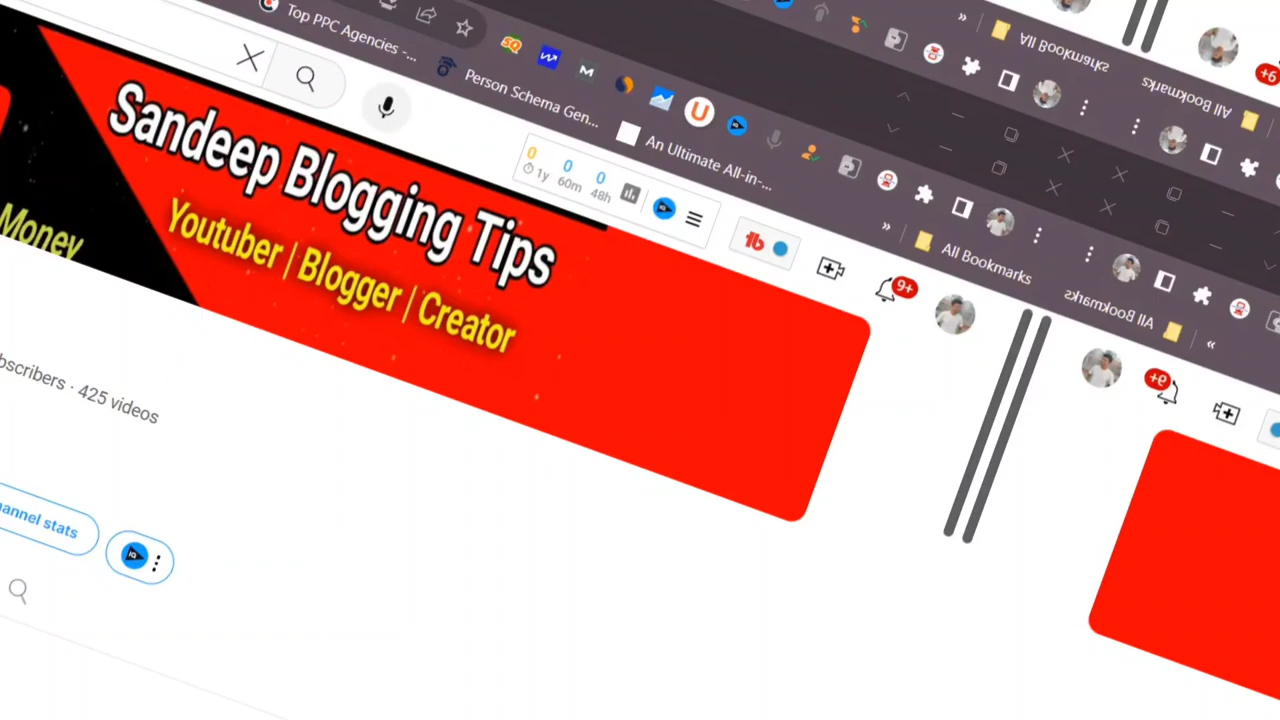 Top PPC Agencies -...
Person Schema Gen...
An Ultimate All-in-...
»
All Bookmarks
0 0 0
1y 60m 48h
9+
Sandeep Blogging Tips
Youtuber | Blogger | Creator
Money
bscribers · 425 videos
annel stats
All Bookmarks
All Bookmarks
All Bookmarks
9+
9+